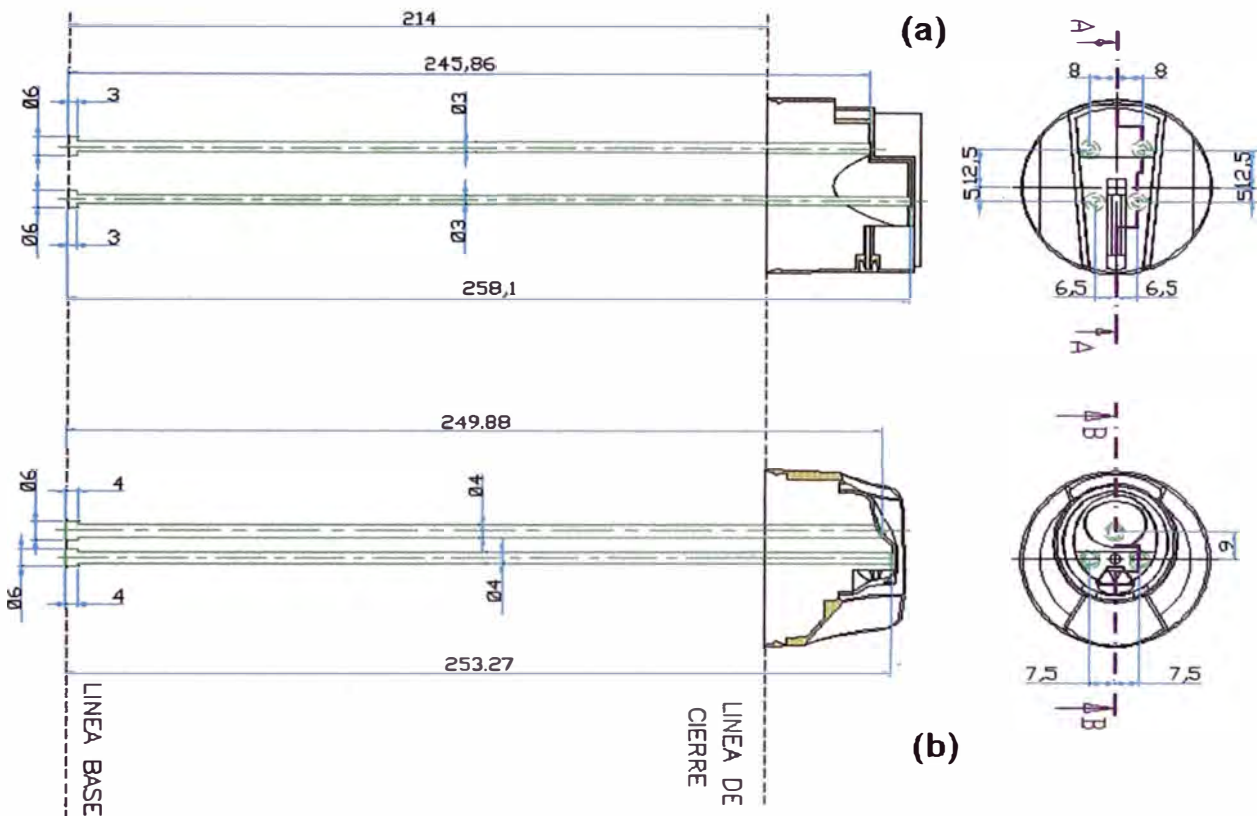 214
(a)
A
245,86
8
8
Ø6
3
Ø3
12,5
5
12,5
5
Ø6
3
Ø3
258,1
6,5
6,5
A
249.88
B
Ø6
4
Ø4
9
Ø6
4
Ø4
253.27
7,5
7,5
B
LINEA BASE
LINEA DE
CIERRE
(b)